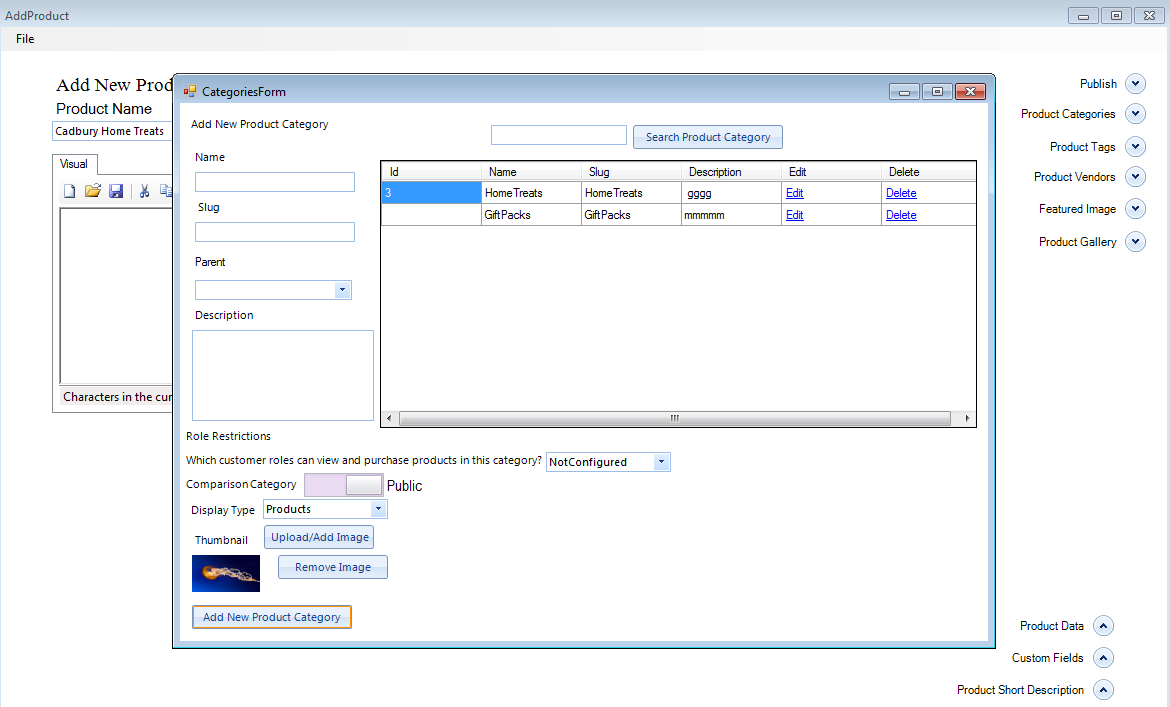 AddProduct
File
Add New Prod
Product Name
Cadbury Home Treats
Visual
Characters in the cur
CategoriesForm
Add New Product Category
Search Product Category
Name
Slug
Parent
Description
Id Name Slug Description Edit Delete
3 HomeTreats HomeTreats gggg Edit Delete
GiftPacks GiftPacks mmmmm Edit Delete
Role Restrictions
Which customer roles can view and purchase products in this category? NotConfigured
Comparison Category Public
Display Type Products
Thumbnail Upload/Add Image
Remove Image
Add New Product Category
Publish
Product Categories
Product Tags
Product Vendors
Featured Image
Product Gallery
Product Data
Custom Fields
Product Short Description